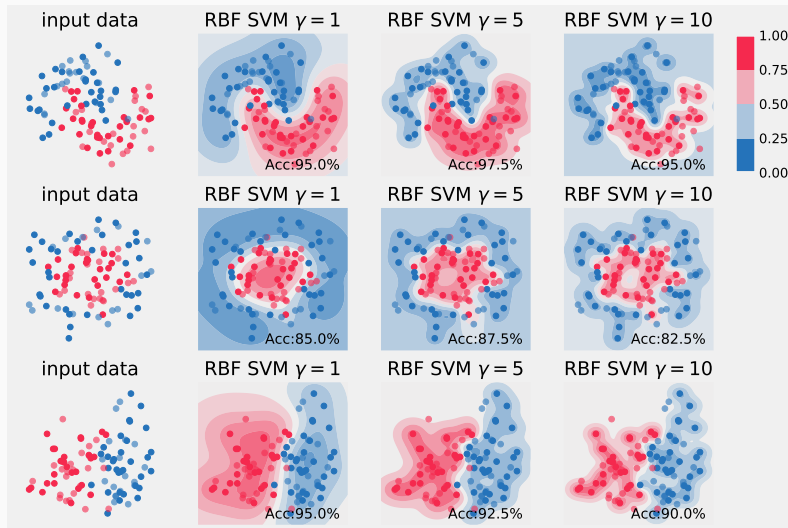 input data
RBF SVM γ = 1
RBF SVM γ = 5
RBF SVM γ = 10
1.00
0.75
0.50
0.25
0.00
Acc:95.0%
Acc:97.5%
Acc:95.0%
input data
RBF SVM γ = 1
RBF SVM γ = 5
RBF SVM γ = 10
Acc:85.0%
Acc:87.5%
Acc:82.5%
input data
RBF SVM γ = 1
RBF SVM γ = 5
RBF SVM γ = 10
Acc:95.0%
Acc:92.5%
Acc:90.0%